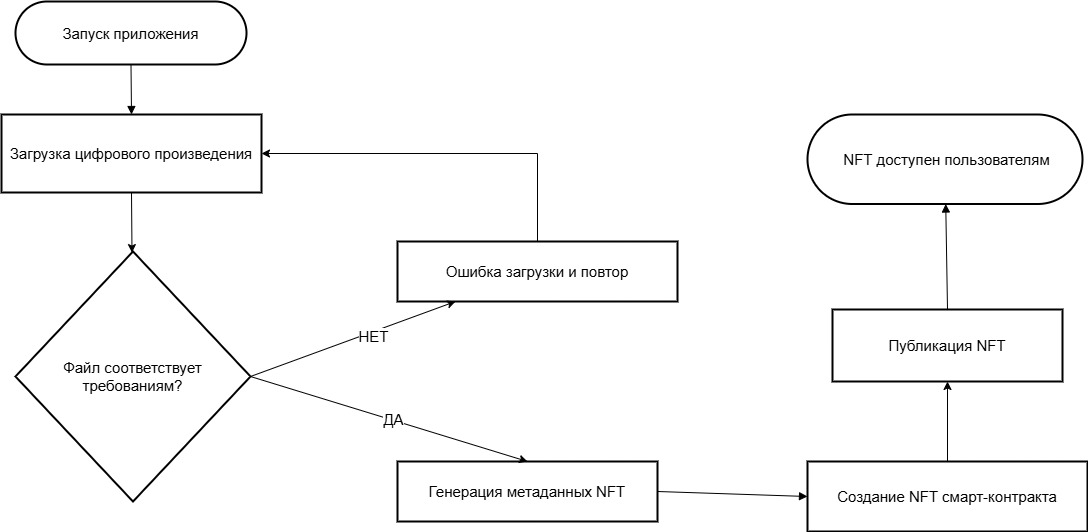 Запуск приложения
Загрузка цифрового произведения
NFT доступен пользователям
Ошибка загрузки и повтор
НЕТ
Публикация NFT
Файл соответствует
требованиям?
ДА
Генерация метаданных NFT
Создание NFT смарт-контракта